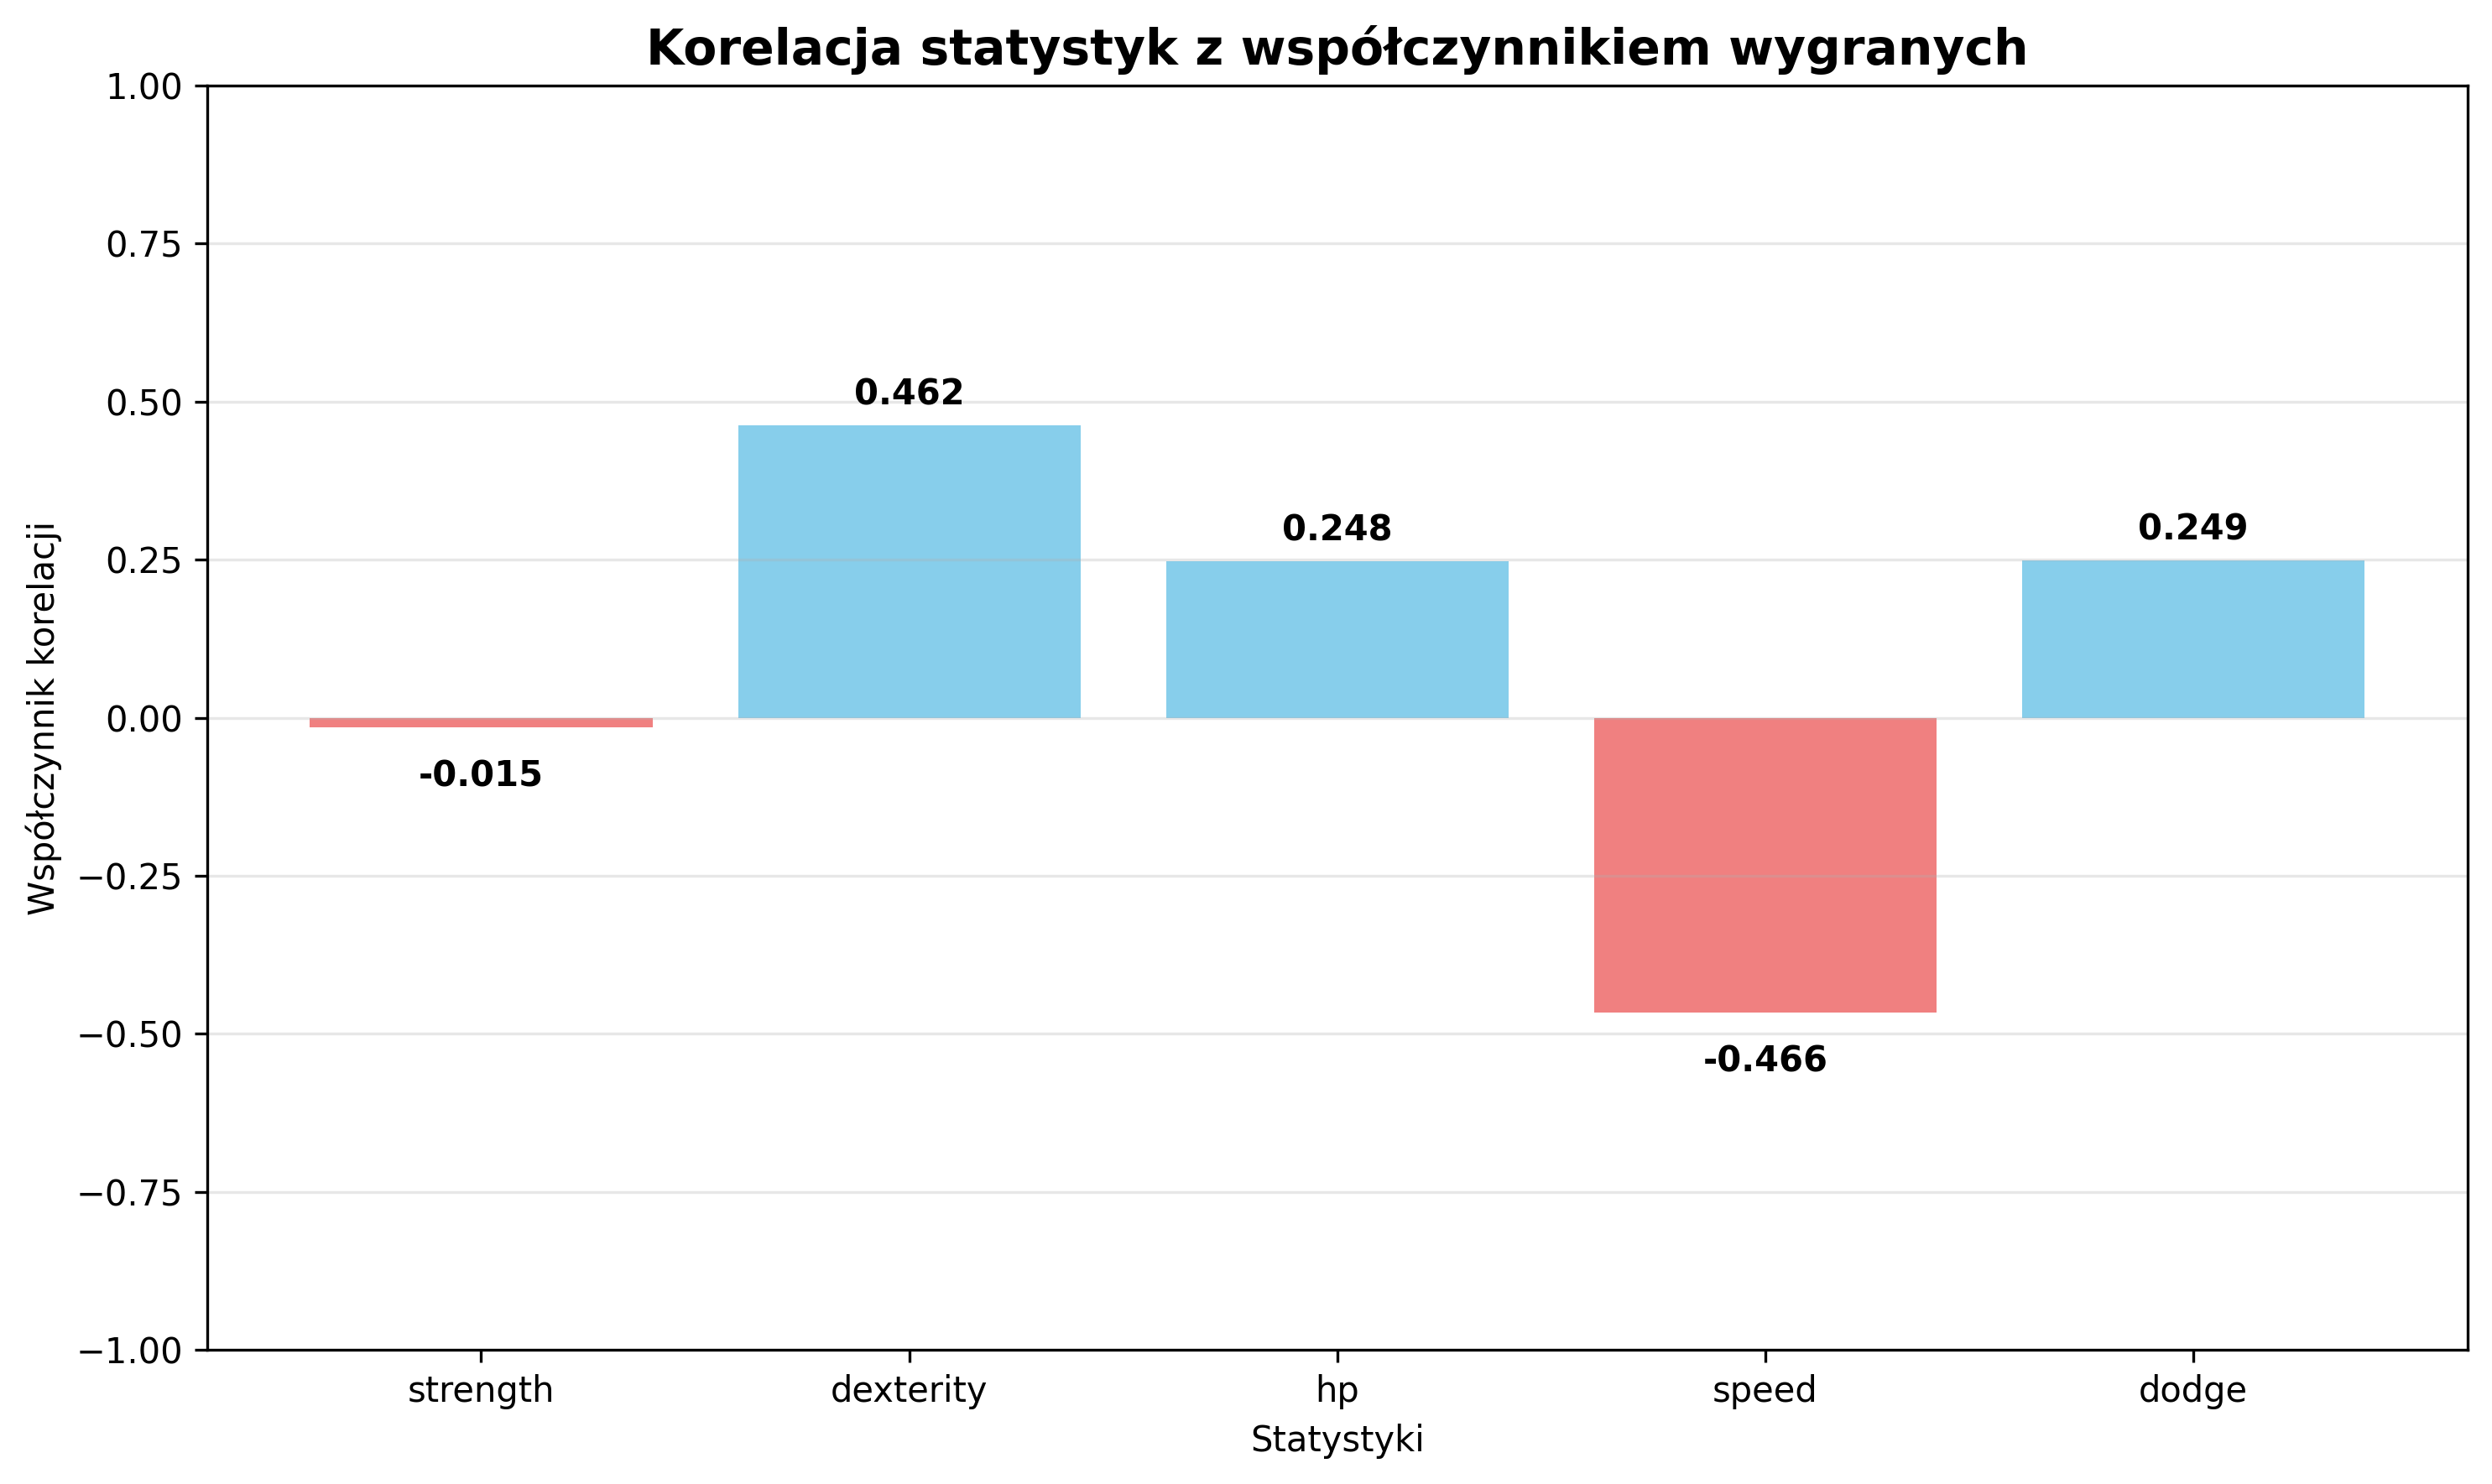 Korelacja statystyk z współczynnikiem wygranych
Współczynnik korelacji
1.00
0.75
0.50
0.25
0.00
−0.25
−0.50
−0.75
−1.00
-0.015
0.462
0.248
-0.466
0.249
strength
dexterity
hp
speed
dodge
Statystyki